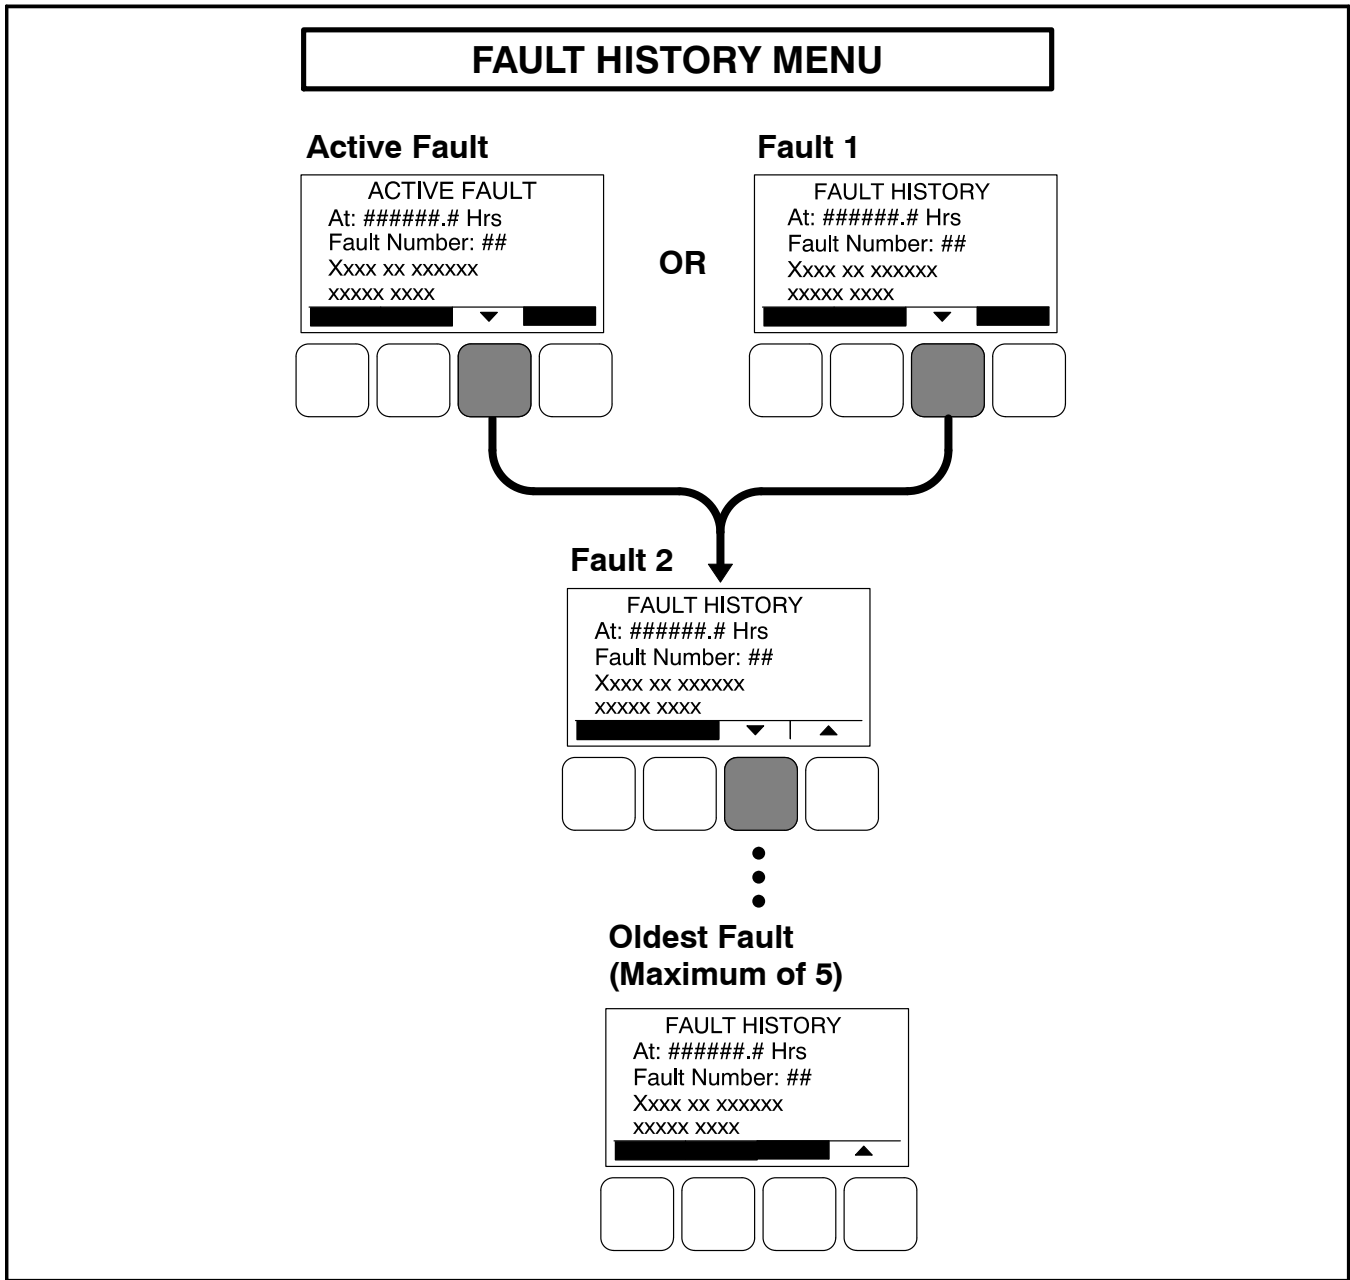 FAULT HISTORY MENU
Active Fault
ACTIVE FAULT
At: ######.# Hrs
Fault Number: ##
Xxxx xx xxxxxx
xxxxx xxxx
OR
Fault 1
FAULT HISTORY
At: ######.# Hrs
Fault Number: ##
Xxxx xx xxxxxx
xxxxx xxxx
Fault 2
FAULT HISTORY
At: ######.# Hrs
Fault Number: ##
Xxxx xx xxxxxx
xxxxx xxxx
Oldest Fault
(Maximum of 5)
FAULT HISTORY
At: ######.# Hrs
Fault Number: ##
Xxxx xx xxxxxx
xxxxx xxxx